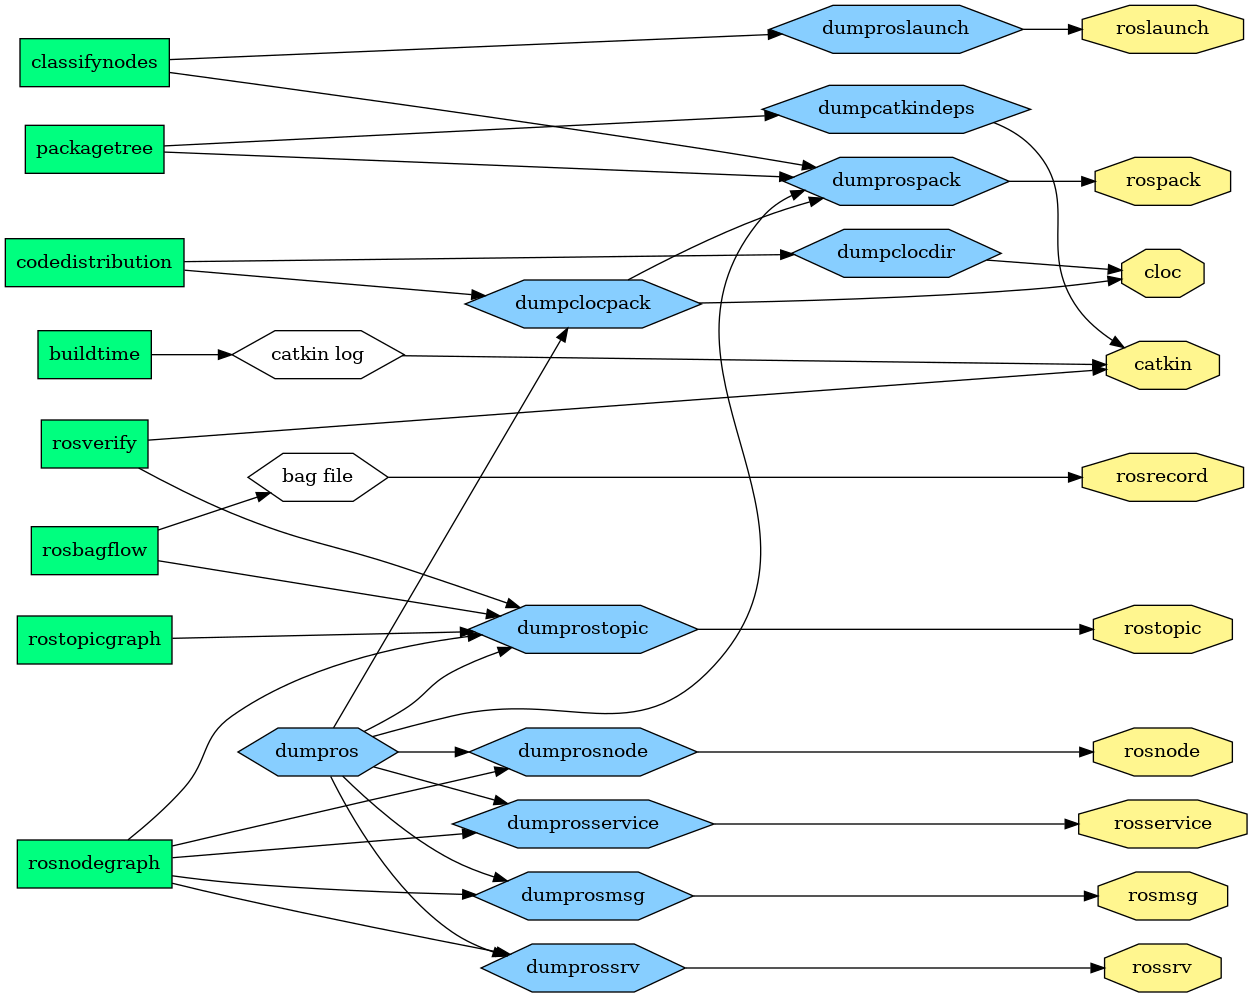 classifynodes
dumproslaunch
roslaunch
packagetree
dumpcatkindeps
dumprospack
rospack
codedistribution
dumpclocdir
cloc
dumpclocpack
buildtime
catkin log
catkin
rosverify
bag file
rosrecord
rosbagflow
rostopicgraph
dumprostopic
rostopic
dumpros
dumprosnode
rosnode
dumprosservice
rosservice
rosnodegraph
dumprosmsg
rosmsg
dumprossrv
rossrv